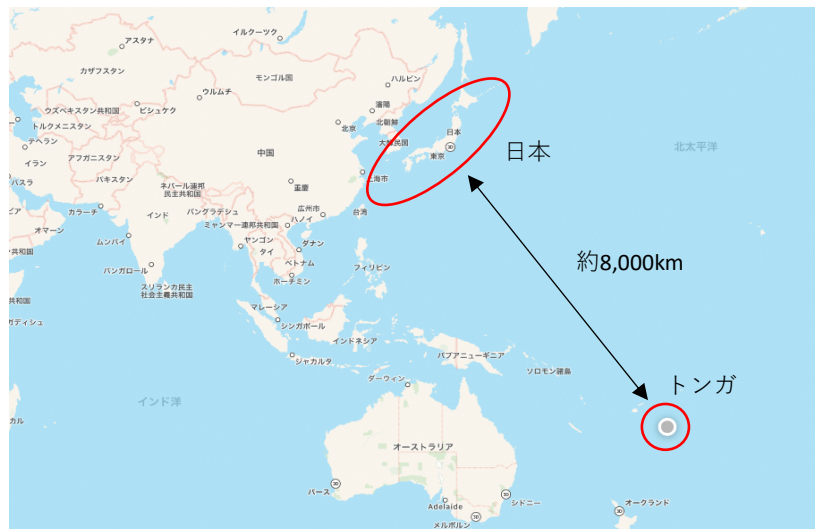 アスタナ
イルクーツク
カザフスタン
モンゴル国
ハルビン
ウルムチ
ウズベキスタン共和国
ビシュケク
瀋陽
トルクメニスタン
北京
北朝鮮
日本
テヘラン
大韓民国
東京
日本
北太平洋
イラン
アフガニスタン
中国
バスラ
パキスタン
上海市
ネパール連邦
民主共和国
重慶
カラーチ
インド
バングラデシュ
広州市
台湾
オマーン
ミャンマー連邦共和国
ハノイ
ムンバイ
ヤンゴン
タイ
ダナン
約8,000km
バンガロール
ベトナム
フィリピン
ホーチミン
スリランカ民主
社会主義共和国
マレーシア
シンガポール
インドネシア
パプアニューギニア
ジャカルタ
ソロモン諸島
ダーウィン
トンガ
インド洋
オーストラリア
パース
Adelaide
シドニー
オークランド
メルボルン